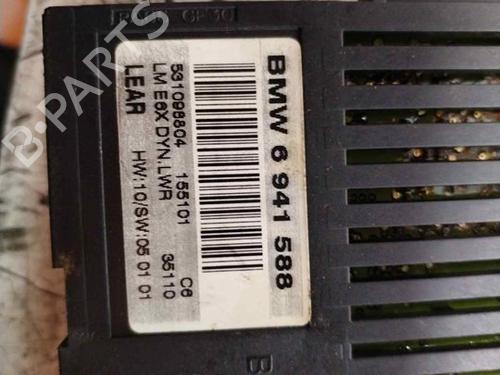 BMW 6 941 588
531098804 155101 C6
LM E6X DYN.LWR 35110
LEAR HW:10/SW:05 01 01
B
B-PARTS